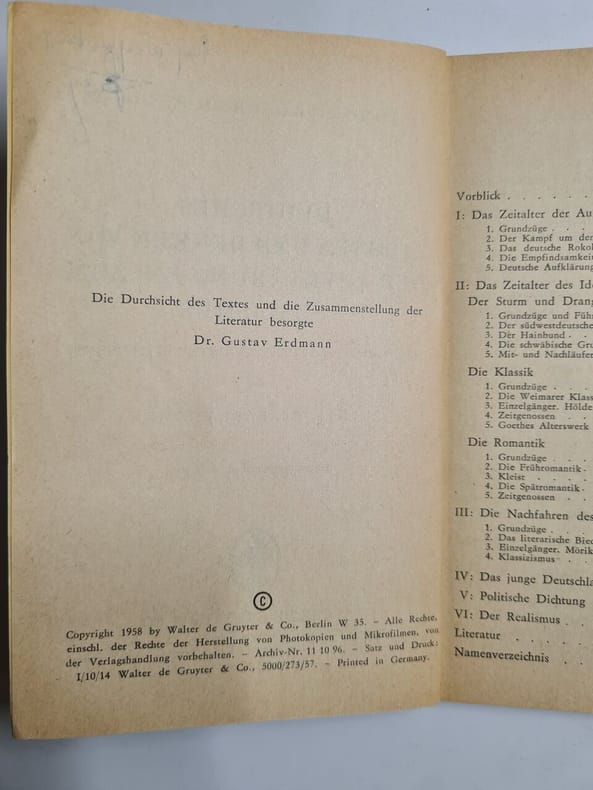 Die Durchsicht des Textes und die Zusammenstellung der
Literatur besorgte
Dr. Gustav Erdmann
©
Copyright 1958 by Walter de Gruyter & Co., Berlin W 35. – Alle Rechte,
einschl. der Rechte der Herstellung von Photokopien und Mikrofilmen, von
der Verlagshandlung vorbehalten. – Archiv-Nr. 11 10 96. – Satz und Druck:
I/10/14 Walter de Gruyter & Co., 5000/273/57. – Printed in Germany.
Vorblick . . . . .
I: Das Zeitalter der Au
1. Grundzüge . . .
2. Der Kampf um der
3. Das deutsche Roko
4. Die Empfindsamkei
5. Deutsche Aufklärung
II: Das Zeitalter des Id
Der Sturm und Drang
1. Grundzüge und Füh
2. Der südwestdeutsche
3. Der Hainbund . .
4. Die schwäbische Gru
5. Mit- und Nachläufer
Die Klassik
1. Grundzüge . . .
2. Die Weimarer Klas
3. Einzelgänger. Hölde
4. Zeitgenossen . .
5. Goethes Alterswerk
Die Romantik
1. Grundzüge . . .
2. Die Frühromantik .
3. Kleist . . . .
4. Die Spätromantik .
5. Zeitgenossen . .
III: Die Nachfahren des
1. Grundzüge . . .
2. Das literarische Bied
3. Einzelgänger. Mörik
4. Klassizismus . .
IV: Das junge Deutschla
V: Politische Dichtung
VI: Der Realismus . .
Literatur . . . . .
Namenverzeichnis . .